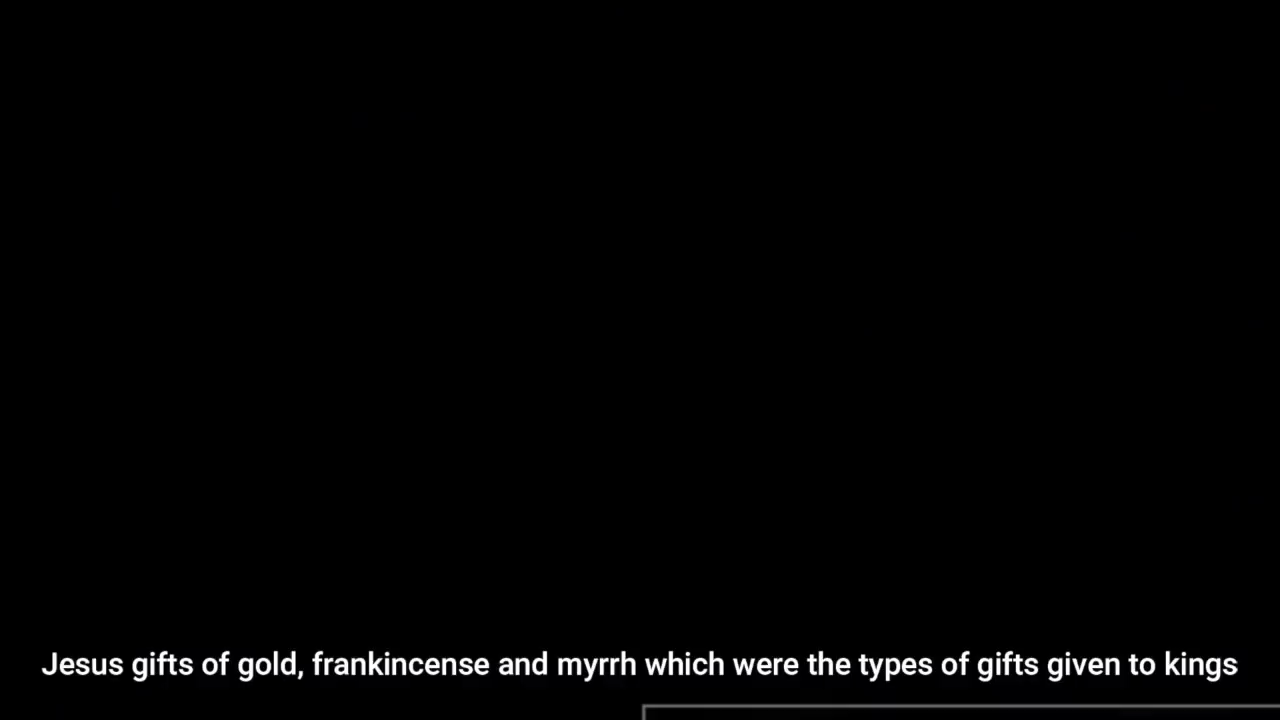 Jesus gifts of gold, frankincense and myrrh which were the types of gifts given to kings